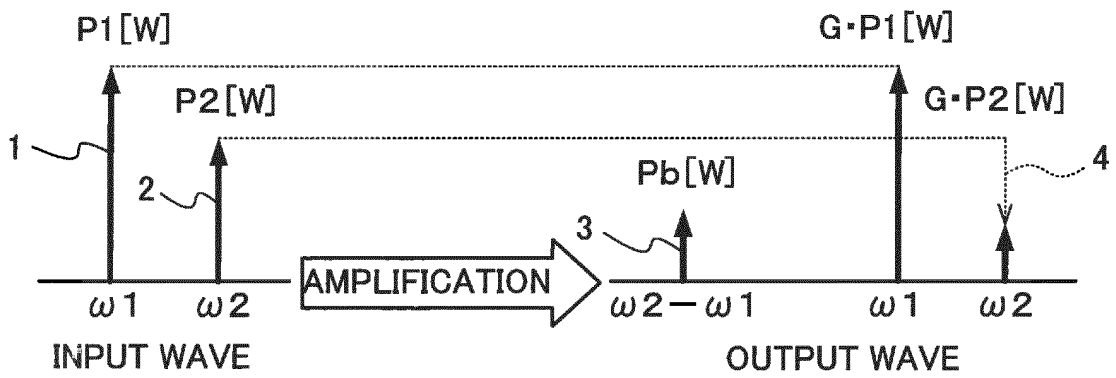 P1[W]
G・P1[W]
P2[W]
G・P2[W]
1
2
Pb[W]
3
4
AMPLIFICATION
ω1
ω2
ω2-ω1
ω1
ω2
INPUT WAVE
OUTPUT WAVE